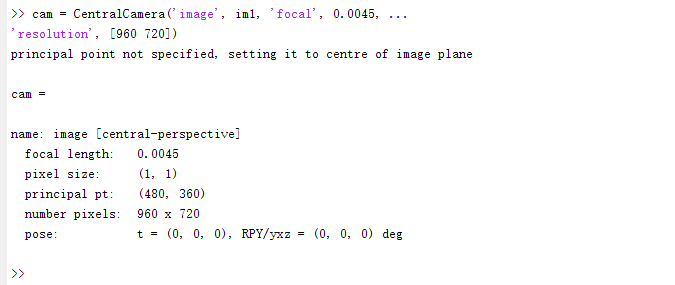 >> cam = CentralCamera('image', im1, 'focal', 0.0045, ...
'resolution', [960 720])
principal point not specified, setting it to centre of image plane
cam =
name: image [central-perspective]
focal length: 0.0045
pixel size: (1, 1)
principal pt: (480, 360)
number pixels: 960 x 720
pose: t = (0, 0, 0), RPY/yxz = (0, 0, 0) deg
>>